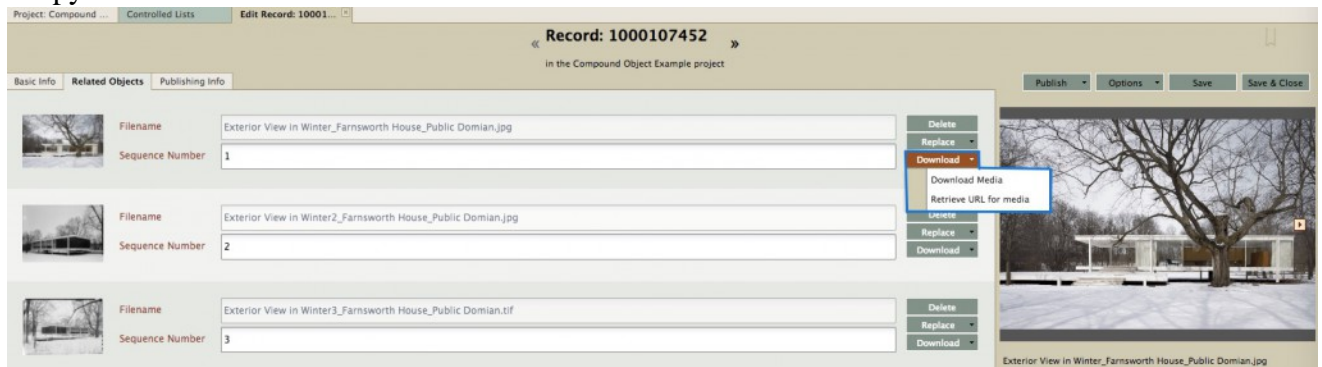 Project: Compound ... Controlled Lists Edit Record: 10001...
« Record: 1000107452 »
in the Compound Object Example project
Basic Info Related Objects Publishing Info Publish Options Save Save & Close
Filename Exterior View in Winter_Farnsworth House_Public Domian.jpg Delete
Replace
Sequence Number 1 Download
Download Media
Retrieve URL for media
Filename Exterior View in Winter2_Farnsworth House_Public Domian.jpg Delete
Replace
Sequence Number 2 Download
Filename Exterior View in Winter3_Farnsworth House_Public Domian.tif Delete
Replace
Sequence Number 3 Download
Exterior View in Winter_Farnsworth House_Public Domian.jpg